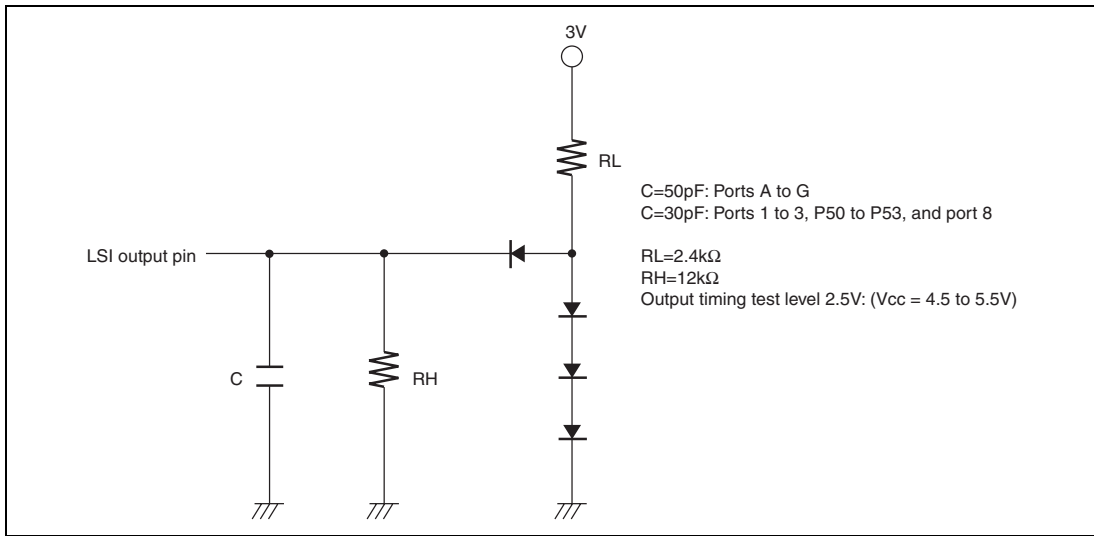 3V
RL
C=50pF: Ports A to G
C=30pF: Ports 1 to 3, P50 to P53, and port 8
LSI output pin
RL=2.4kΩ
RH=12kΩ
Output timing test level 2.5V: (Vcc = 4.5 to 5.5V)
C
RH